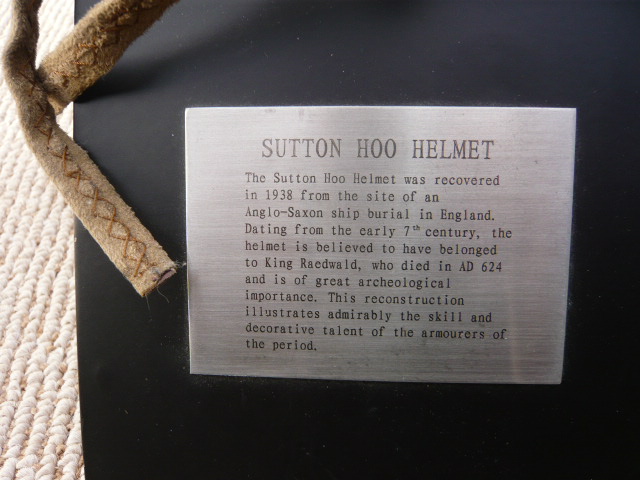 SUTTON HOO HELMET
The Sutton Hoo Helmet was recovered
in 1938 from the site of an
Anglo-Saxon ship burial in England.
Dating from the early 7th century, the
helmet is believed to have belonged
to King Raedwald, who died in AD 624
and is of great archeological
importance. This reconstruction
illustrates admirably the skill and
decorative talent of the armourers of
the period.